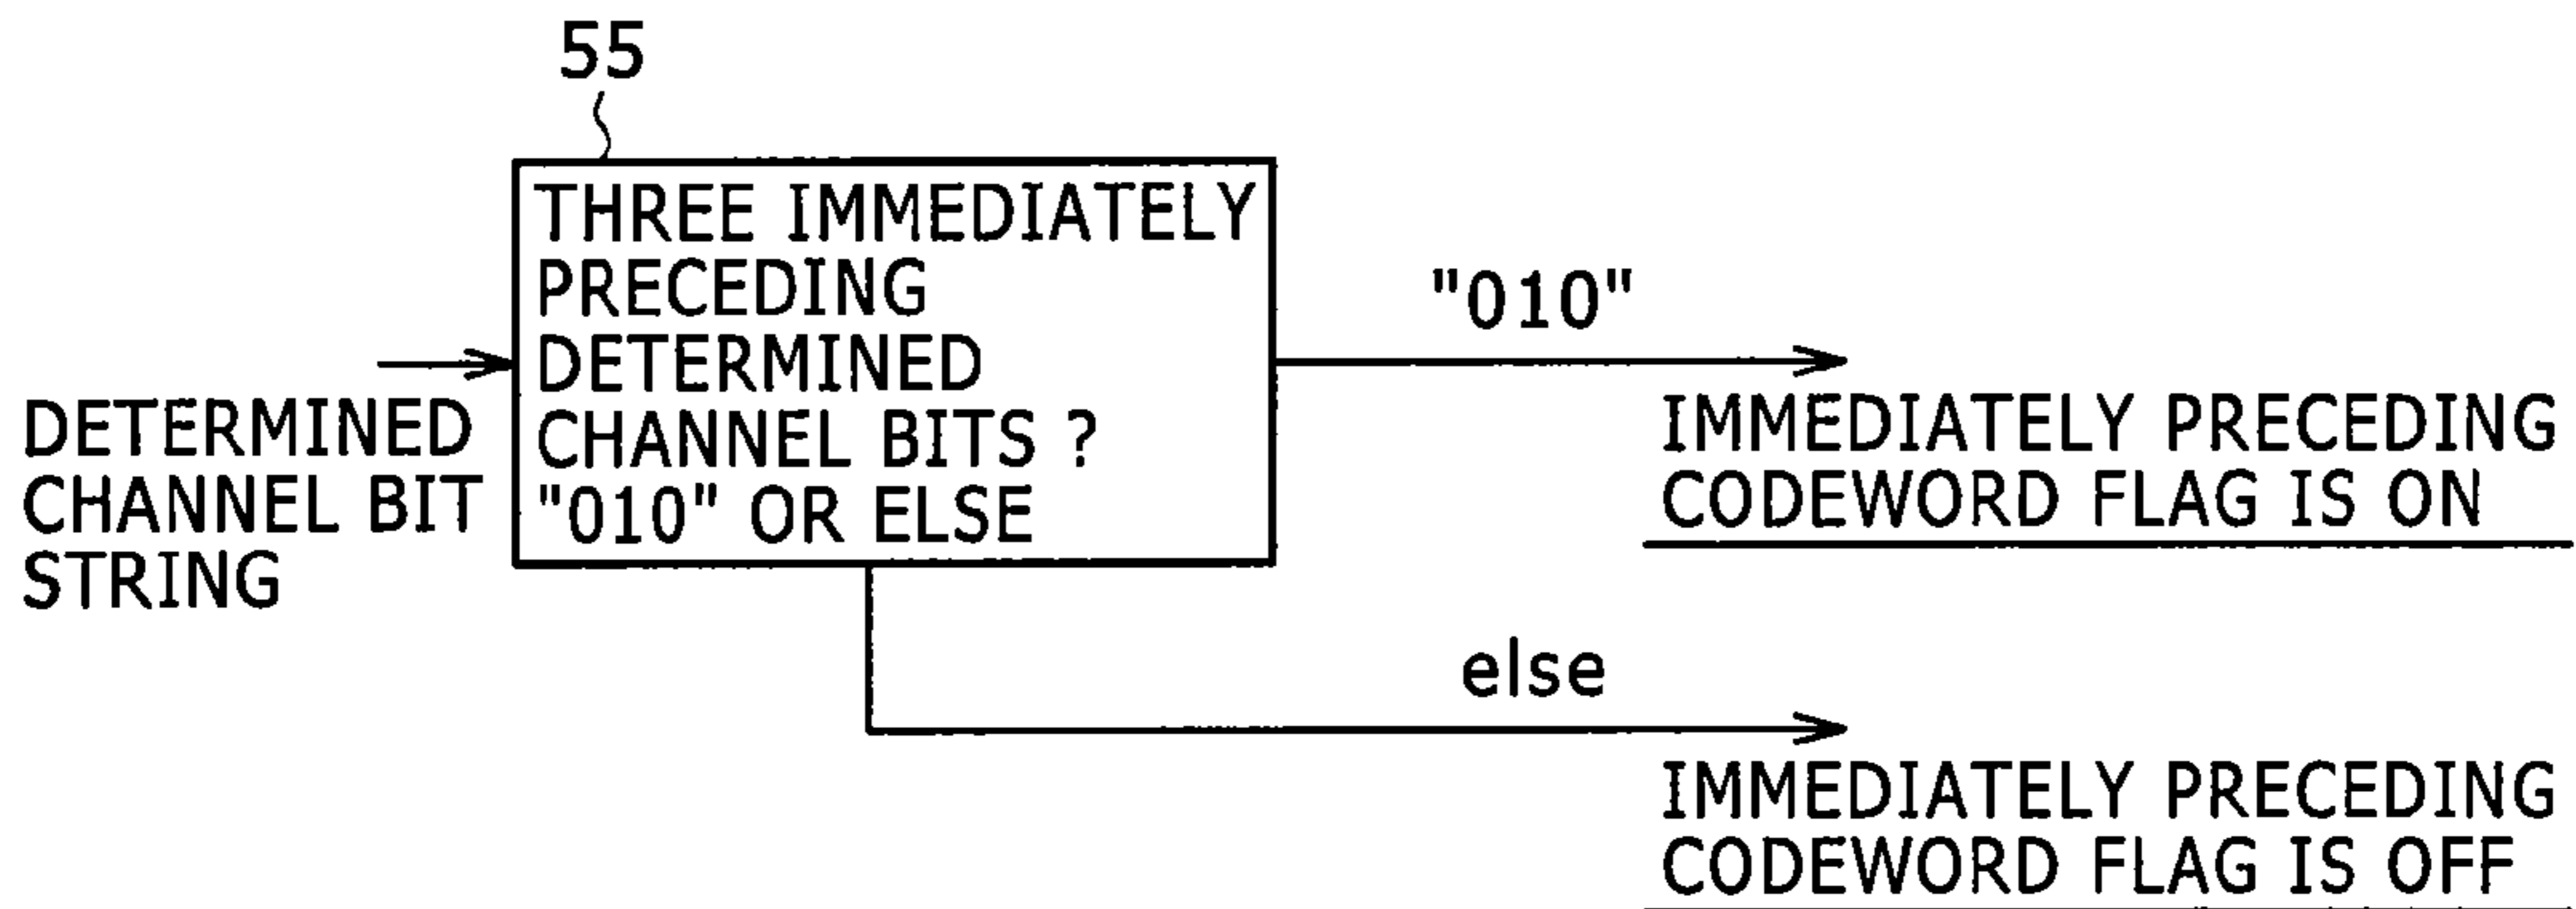 55
THREE IMMEDIATELY
PRECEDING
DETERMINED
CHANNEL BITS ?
"010" OR ELSE
DETERMINED
CHANNEL BIT
STRING
"010"
IMMEDIATELY PRECEDING
CODEWORD FLAG IS ON
else
IMMEDIATELY PRECEDING
CODEWORD FLAG IS OFF